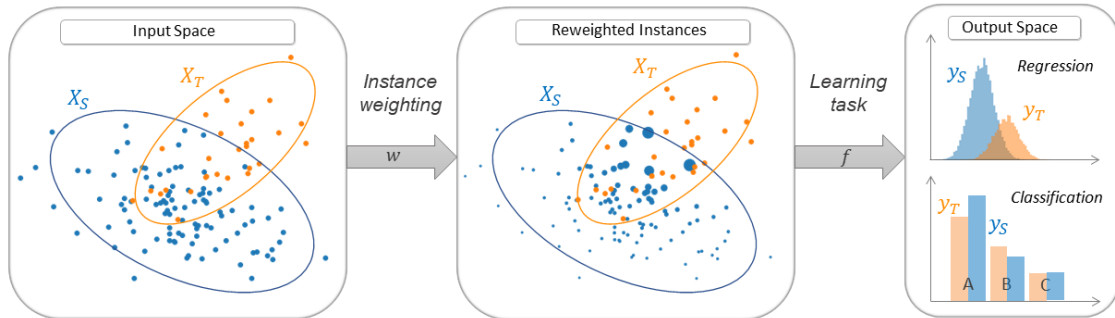 Input Space
X_T
X_S
Instance
weighting
w
Reweighted Instances
X_T
X_S
Learning
task
f
Output Space
y_S
Regression
y_T
Classification
y_T
y_S
A
B
C